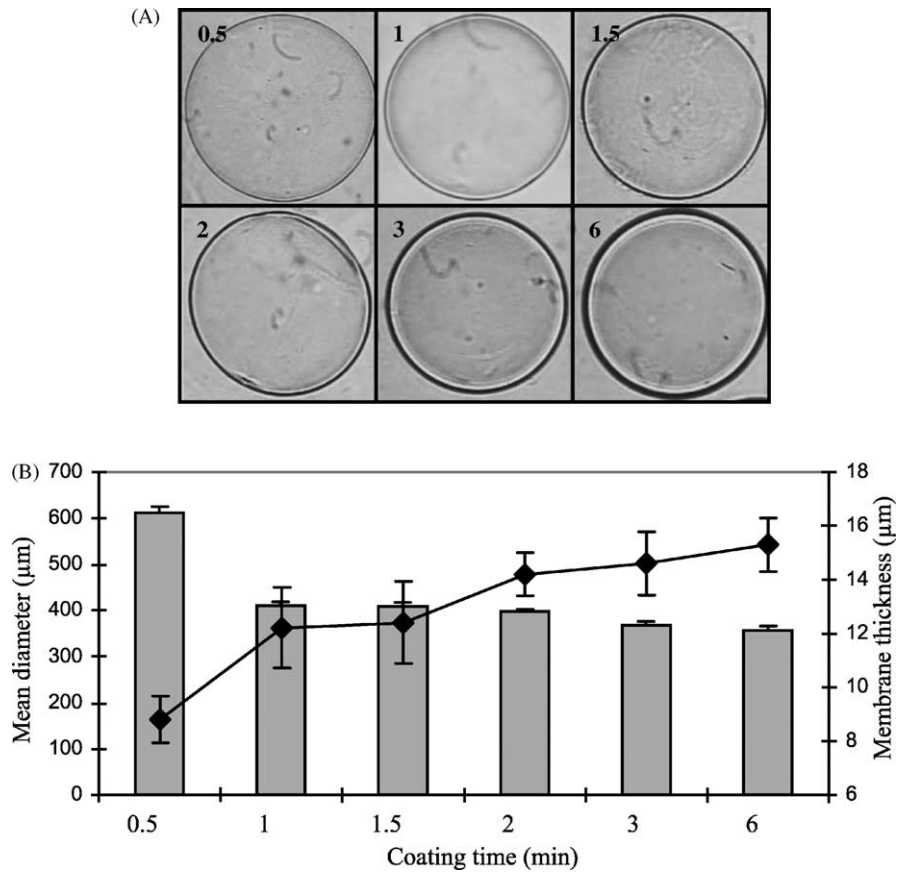 (A)
0.5 1 1.5
2 3 6
(B)
700 18
600 16
500 14
400 12
300 10
200 8
100 6
0
Mean diameter (µm)
Membrane thickness (µm)
0.5 1 1.5 2 3 6
Coating time (min)